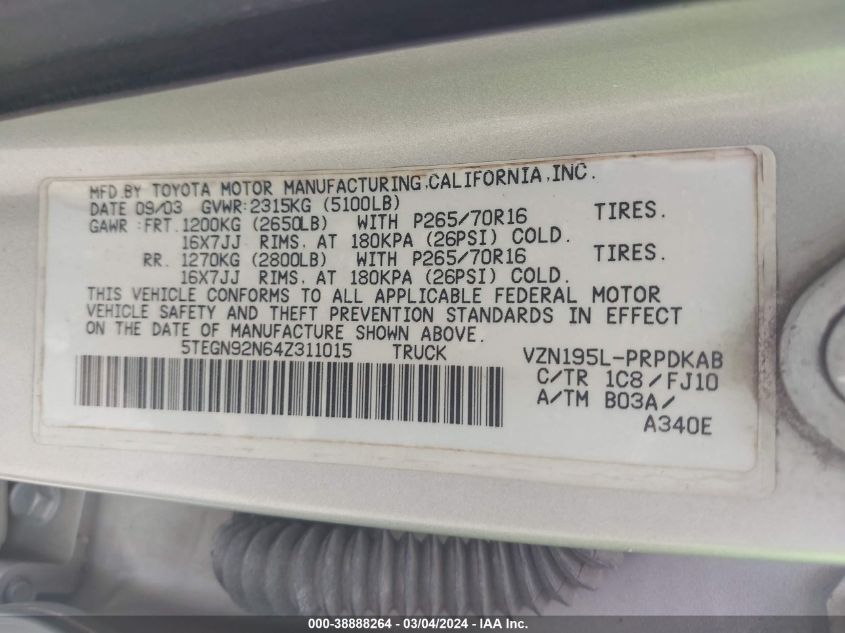 MFD.BY TOYOTA MOTOR MANUFACTURING,CALIFORNIA,INC.
DATE 09/03 GVWR:2315KG (5100LB)
GAWR :FRT.1200KG (2650LB) WITH P265/70R16 TIRES.
16X7JJ RIMS, AT 180KPA (26PSI) COLD.
RR. 1270KG (2800LB) WITH P265/70R16 TIRES.
16X7JJ RIMS, AT 180KPA (26PSI) COLD.
THIS VEHICLE CONFORMS TO ALL APPLICABLE FEDERAL MOTOR
VEHICLE SAFETY AND THEFT PREVENTION STANDARDS IN EFFECT
ON THE DATE OF MANUFACTURE SHOWN ABOVE.
5TEGN92N64Z311015 TRUCK VZN195L-PRPDKAB
C/TR 1C8/FJ10
A/TM B03A/
A340E
000-38888264 - 03/04/2024 - IAA Inc.